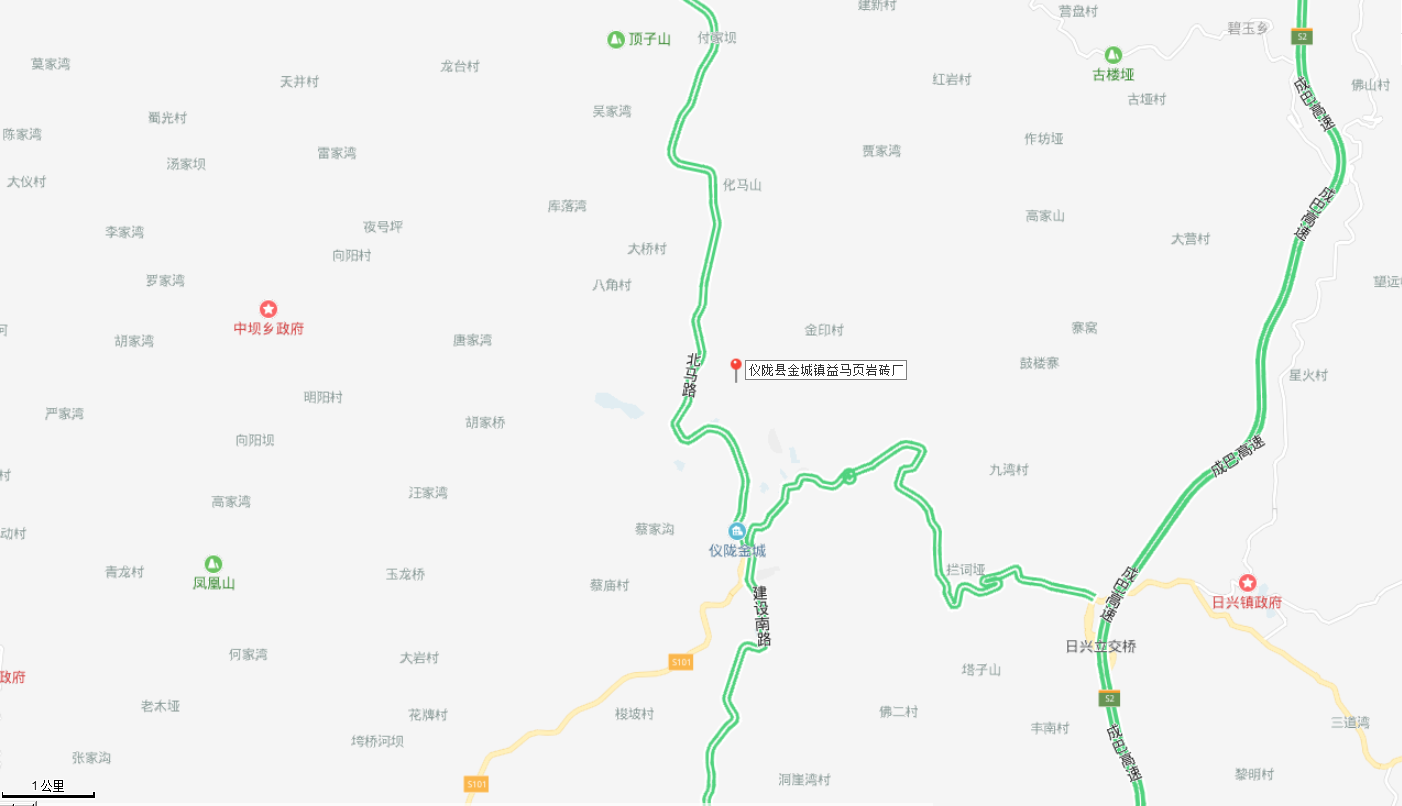 建新村
营盘村
碧玉乡
S2
顶子山
付家坝
莫家湾
龙台村
天井村
红岩村
古楼垭
佛山村
古垭村
成巴高速
吴家湾
蜀光村
陈家湾
作坊垭
雷家湾
贾家湾
汤家坝
大仪村
化马山
库落湾
成巴高速
高家山
夜号坪
李家湾
大营村
大桥村
向阳村
罗家湾
八角村
望远
中坝乡政府
金印村
寨窝
河
胡家湾
唐家湾
北马路
仪陇县金城镇益马页岩砖厂
鼓楼寨
星火村
明阳村
严家湾
胡家桥
向阳坝
成巴高速
村
九湾村
汪家湾
高家湾
动村
蔡家沟
仪陇金城
青龙村
凤凰山
玉龙桥
蔡庙村
拦词垭
成巴高速
日兴镇政府
建设南路
日兴立交桥
何家湾
大岩村
S101
塔子山
政府
S2
老木垭
花牌村
梭坡村
佛二村
丰南村
三道湾
垮桥河坝
成巴高速
张家沟
黎明村
洞崖湾村
S101
1 公里